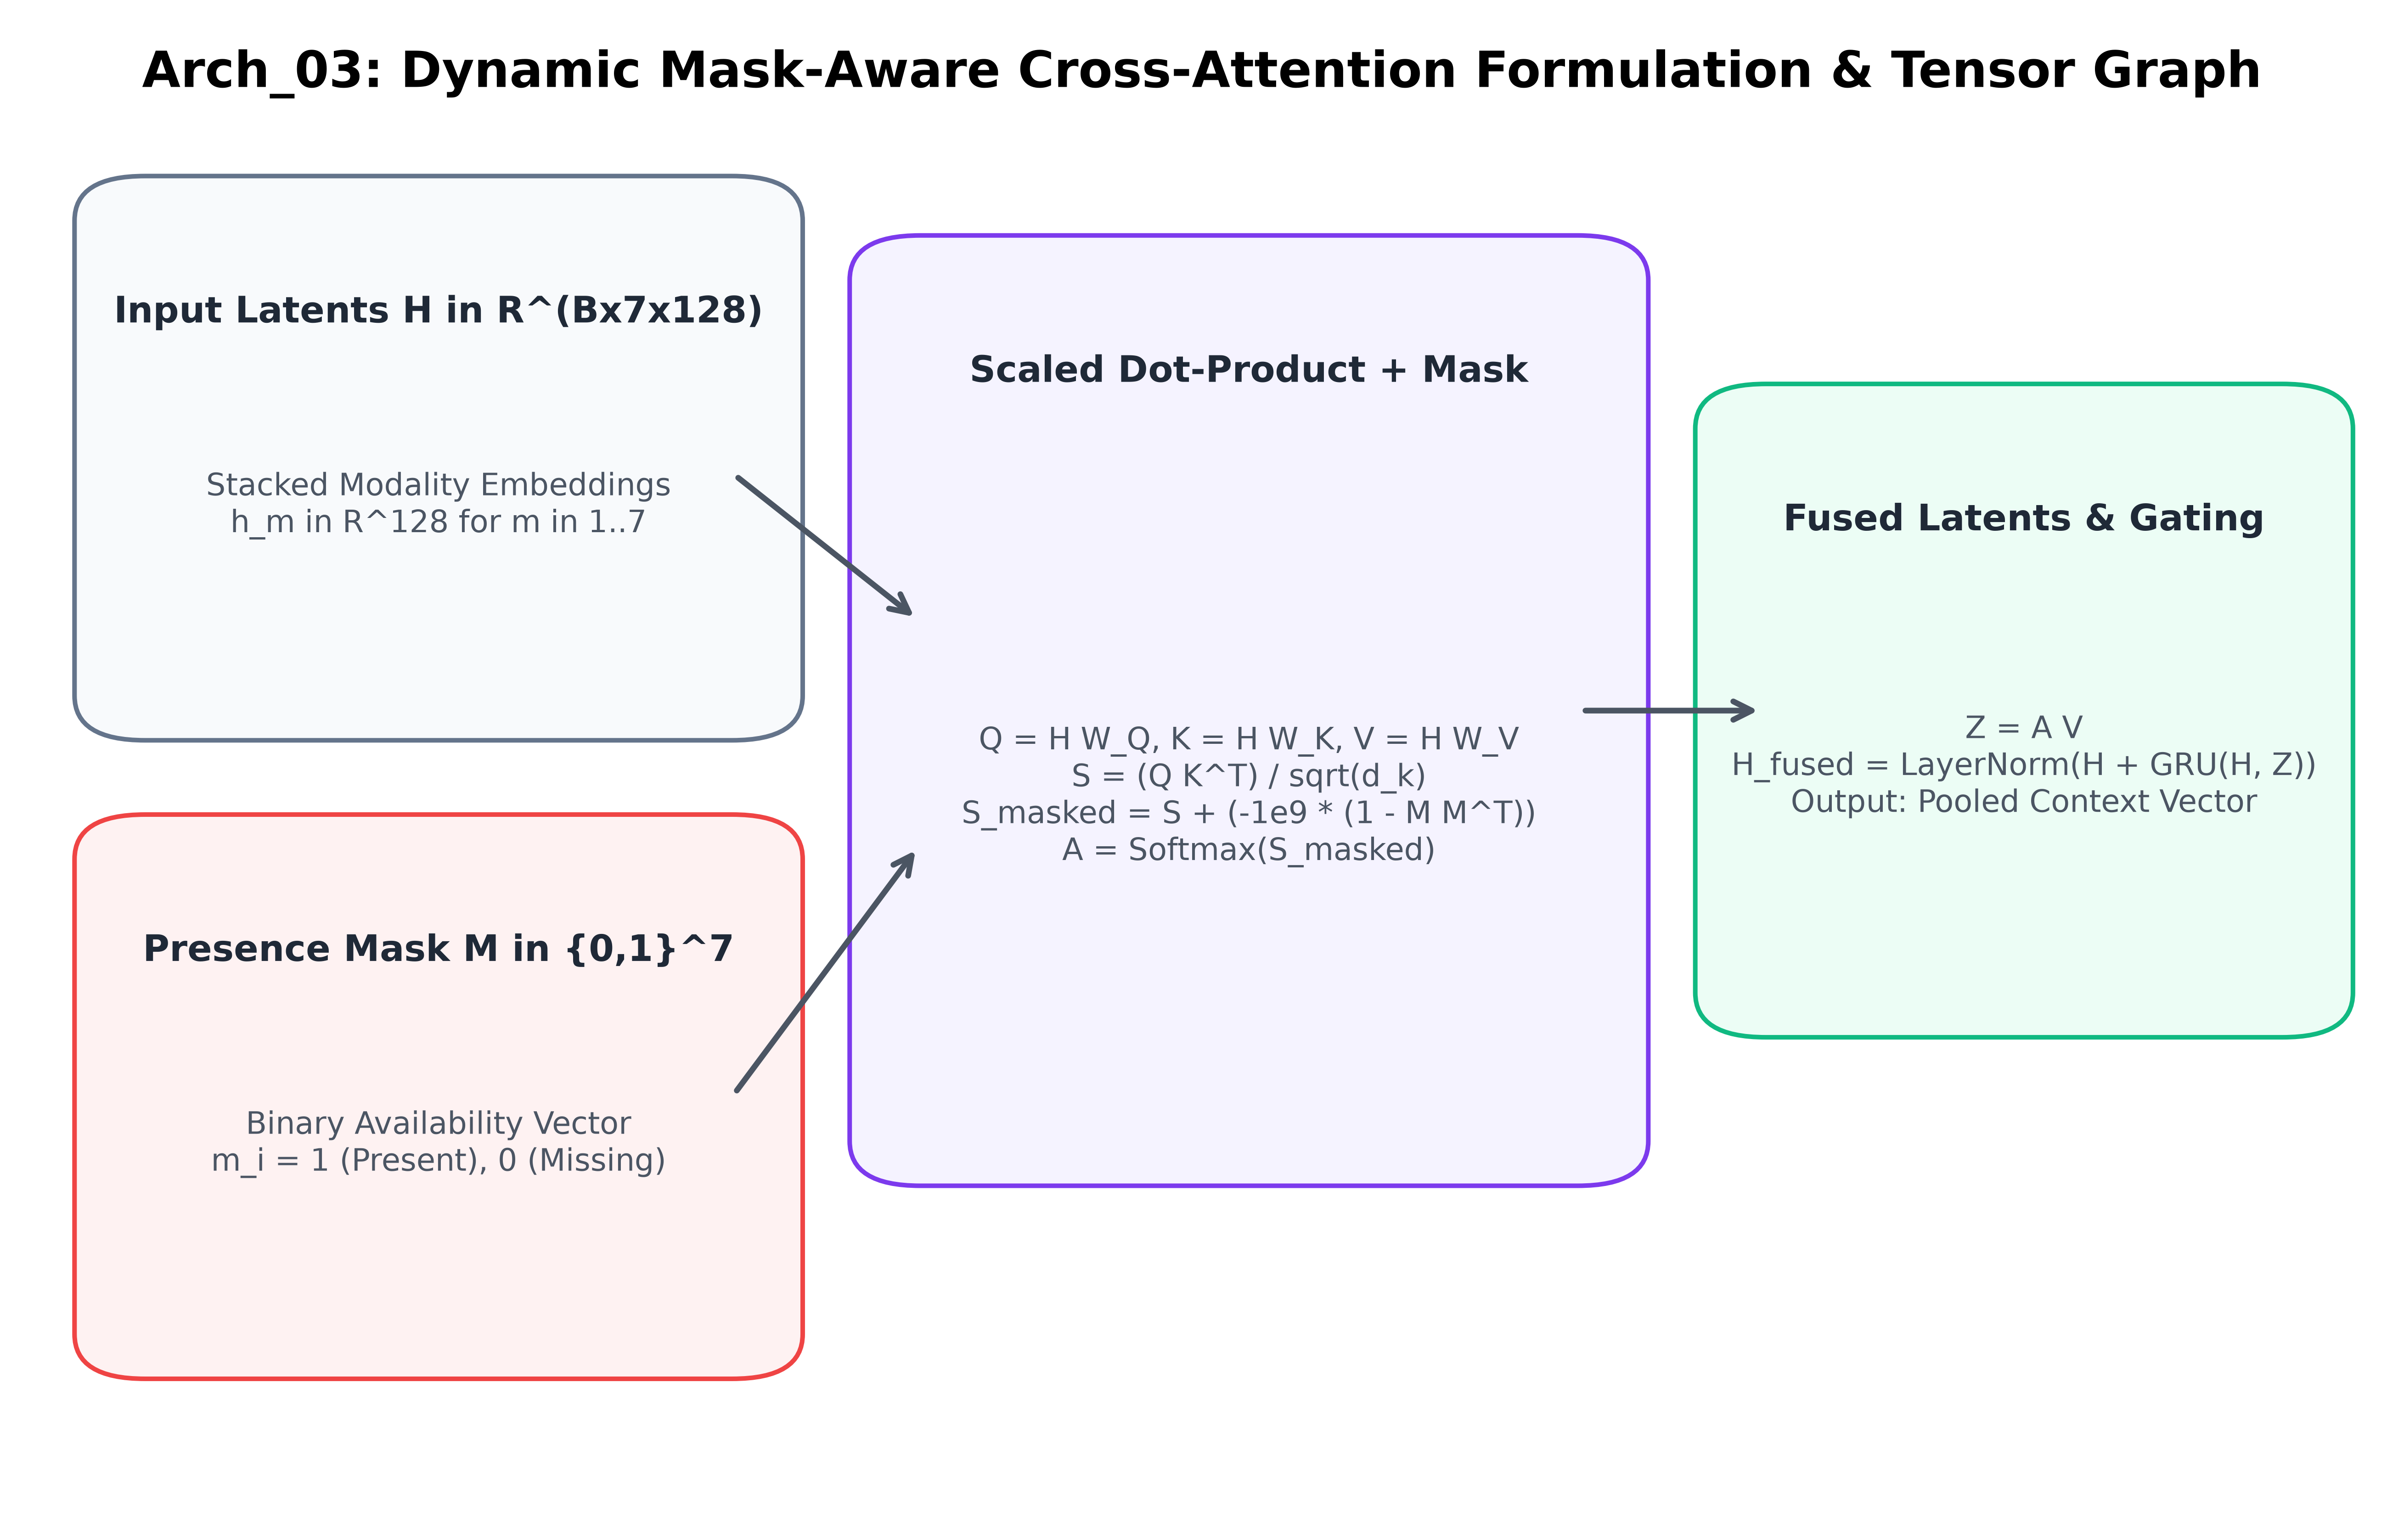 Arch_03: Dynamic Mask-Aware Cross-Attention Formulation & Tensor Graph
Input Latents H in R^(Bx7x128)
Stacked Modality Embeddings
h_m in R^128 for m in 1..7
Presence Mask M in {0,1}^7
Binary Availability Vector
m_i = 1 (Present), 0 (Missing)
Scaled Dot-Product + Mask
Q = H W_Q, K = H W_K, V = H W_V
S = (Q K^T) / sqrt(d_k)
S_masked = S + (-1e9 * (1 - M M^T))
A = Softmax(S_masked)
Fused Latents & Gating
Z = A V
H_fused = LayerNorm(H + GRU(H, Z))
Output: Pooled Context Vector